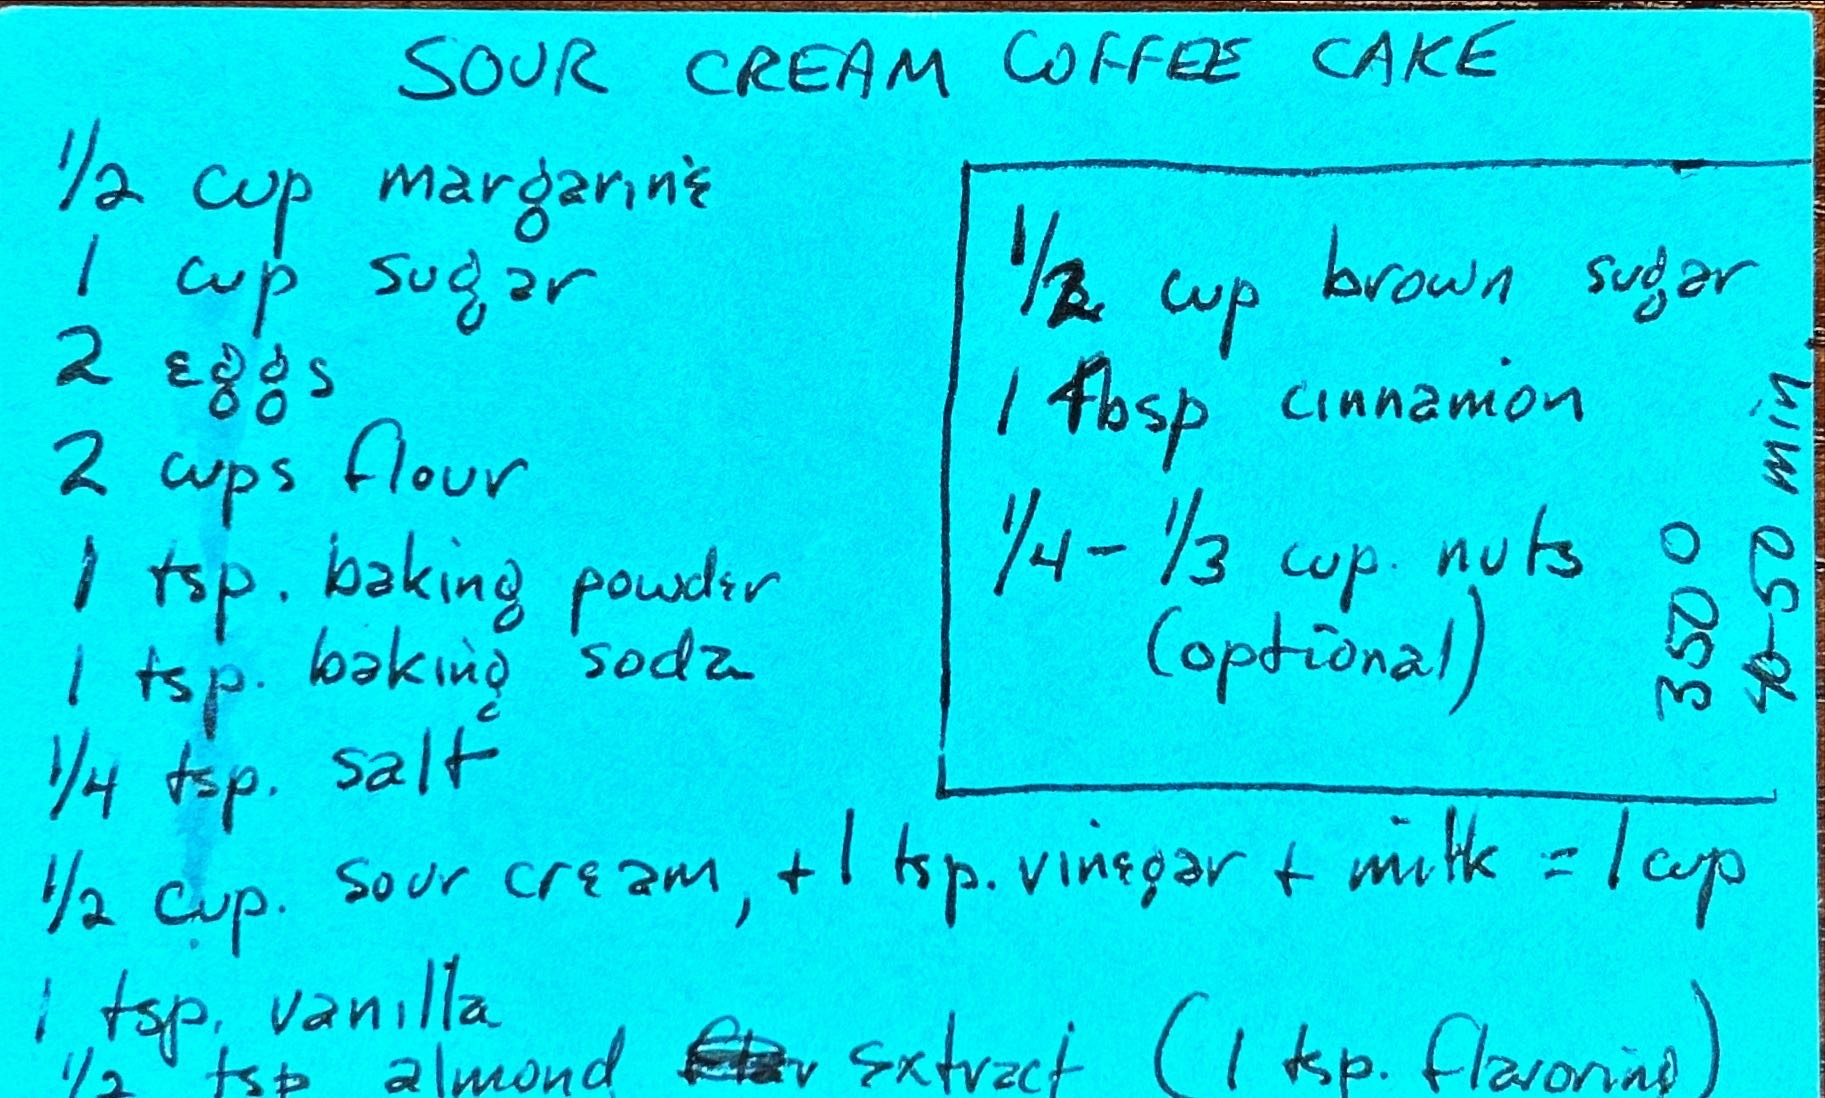 SOUR CREAM COFFEE CAKE
1/2 cup margarine
1 cup sugar
2 eggs
2 cups flour
1 tsp. baking powder
1 tsp. baking soda
1/4 tsp. salt
1/2 cup. sour cream, + 1 tsp. vinegar + milk = 1 cup
1 tsp. vanilla
1/2 tsp almond extract (1 tsp. flavoring)
1/2 cup brown sugar
1 tbsp cinnamon
1/4 - 1/3 cup. nuts
(optional)
350°
40-50 min